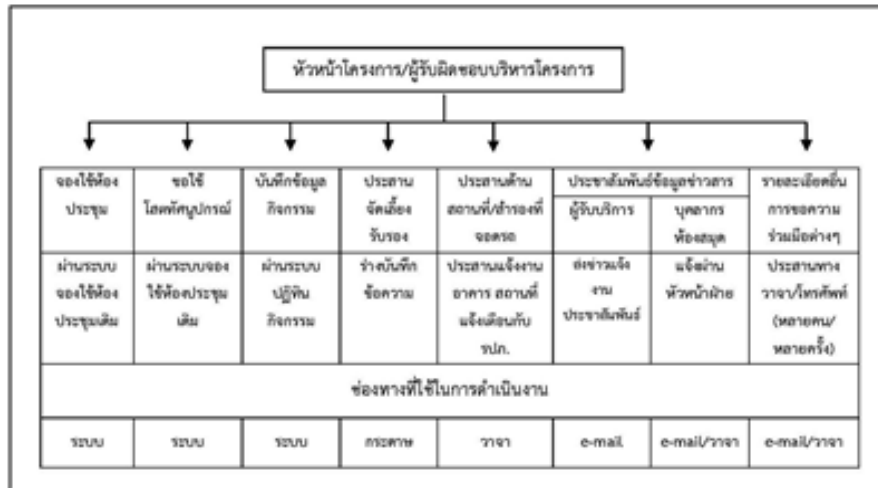 หัวหน้าโครงการ/ผู้รับผิดชอบบริหารโครงการ
จองใช้ห้อง
ประชุม
ขอใช้
โสตทัศนูปกรณ์
บันทึกข้อมูล
กิจกรรม
ประสาน
จัดเลี้ยง
รับรอง
ประสานด้าน
สถานที่/สำรองที่
จอดรถ
ประชาสัมพันธ์ข้อมูลข่าวสาร
ผู้รับบริการ
บุคลากร
ห้องสมุด
รายละเอียดอื่น
การขอความ
ร่วมมือต่างๆ
ผ่านระบบ
จองใช้ห้อง
ประชุมเดิม
ผ่านระบบจอง
ใช้ห้องประชุม
เดิม
ผ่านระบบ
ปฏิทิน
กิจกรรม
ร่างบันทึก
ข้อความ
ประสานแจ้งงาน
อาคาร สถานที่
แจ้งเตือนกับ
รปภ.
ส่งข่าวแจ้ง
งาน
ประชาสัมพันธ์
แจ้งผ่าน
หัวหน้าฝ่าย
ประสานทาง
วาจา/โทรศัพท์
(หลายคน/
หลายครั้ง)
ช่องทางที่ใช้ในการดำเนินงาน
ระบบ
ระบบ
ระบบ
กระดาษ
วาจา
e-mail
e-mail/วาจา
e-mail/วาจา